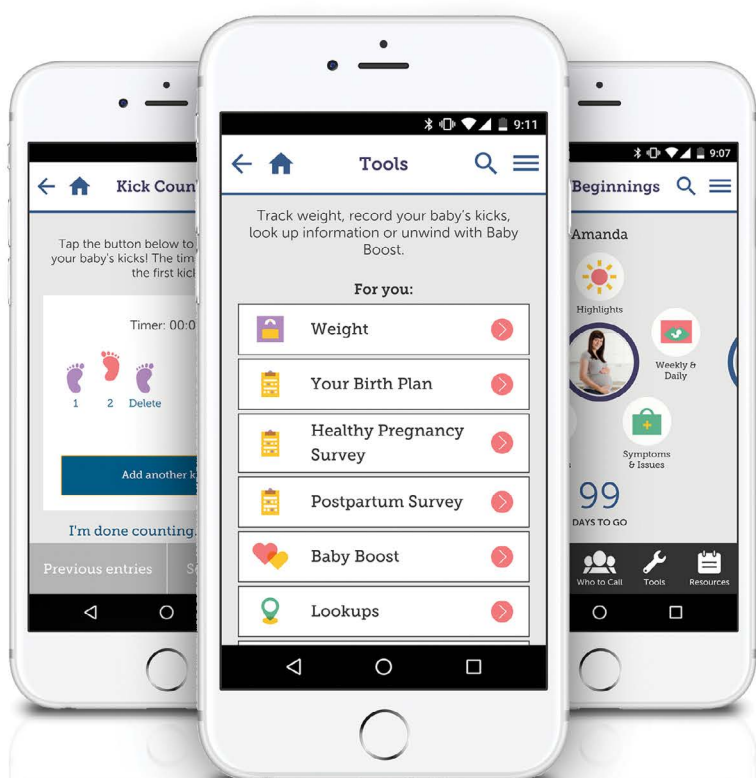 Kick Coun
Tap the button below to
your baby's kicks! The tim
the first kick
Timer: 00:0
1 2 Delete
Add another k
I'm done counting.
Previous entries
9:11
Tools
Track weight, record your baby's kicks,
look up information or unwind with Baby
Boost.
For you:
Weight
Your Birth Plan
Healthy Pregnancy
Survey
Postpartum Survey
Baby Boost
Lookups
9:07
Beginnings
Amanda
Highlights
Weekly &
Daily
Symptoms
& Issues
99
DAYS TO GO
Who to Call
Tools
Resources